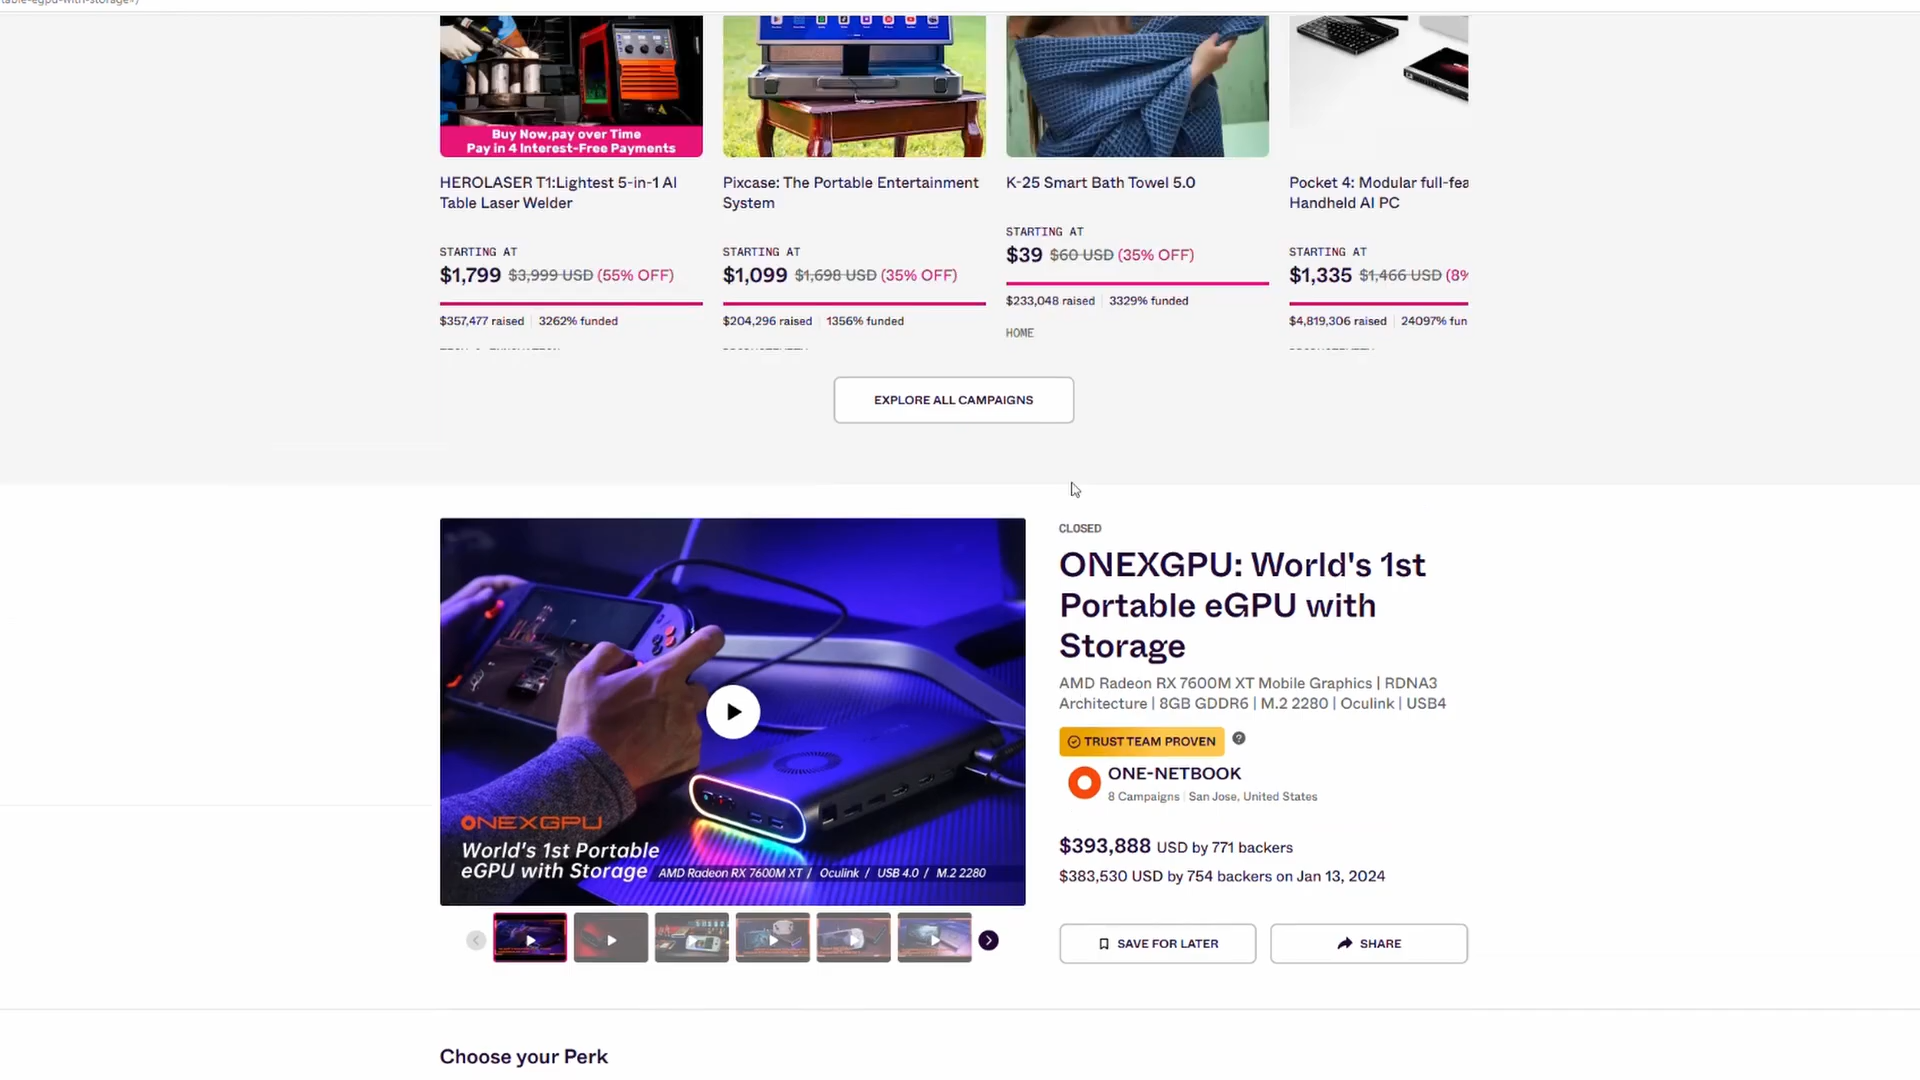 table-egpu-with-storage#/
Buy Now,pay over Time
Pay in 4 Interest-Free Payments
HEROLASER T1:Lightest 5-in-1 AI
Table Laser Welder
STARTING AT
$1,799 $3,999 USD (55% OFF)
$357,477 raised 3262% funded
Pixcase: The Portable Entertainment
System
STARTING AT
$1,099 $1,698 USD (35% OFF)
$204,296 raised 1356% funded
K-25 Smart Bath Towel 5.0
STARTING AT
$39 $60 USD (35% OFF)
$233,048 raised 3329% funded
HOME
Pocket 4: Modular full-fea
Handheld AI PC
STARTING AT
$1,335 $1,466 USD (8%
$4,819,306 raised 24097% fun
EXPLORE ALL CAMPAIGNS
ONEXGPU
World's 1st Portable
eGPU with Storage AMD Radeon RX 7600M XT / Oculink / USB 4.0 / M.2 2280
CLOSED
ONEXGPU: World's 1st
Portable eGPU with
Storage
AMD Radeon RX 7600M XT Mobile Graphics | RDNA3
Architecture | 8GB GDDR6 | M.2 2280 | Oculink | USB4
TRUST TEAM PROVEN ?
ONE-NETBOOK
8 Campaigns | San Jose, United States
$393,888 USD by 771 backers
$383,530 USD by 754 backers on Jan 13, 2024
SAVE FOR LATER
SHARE
Choose your Perk